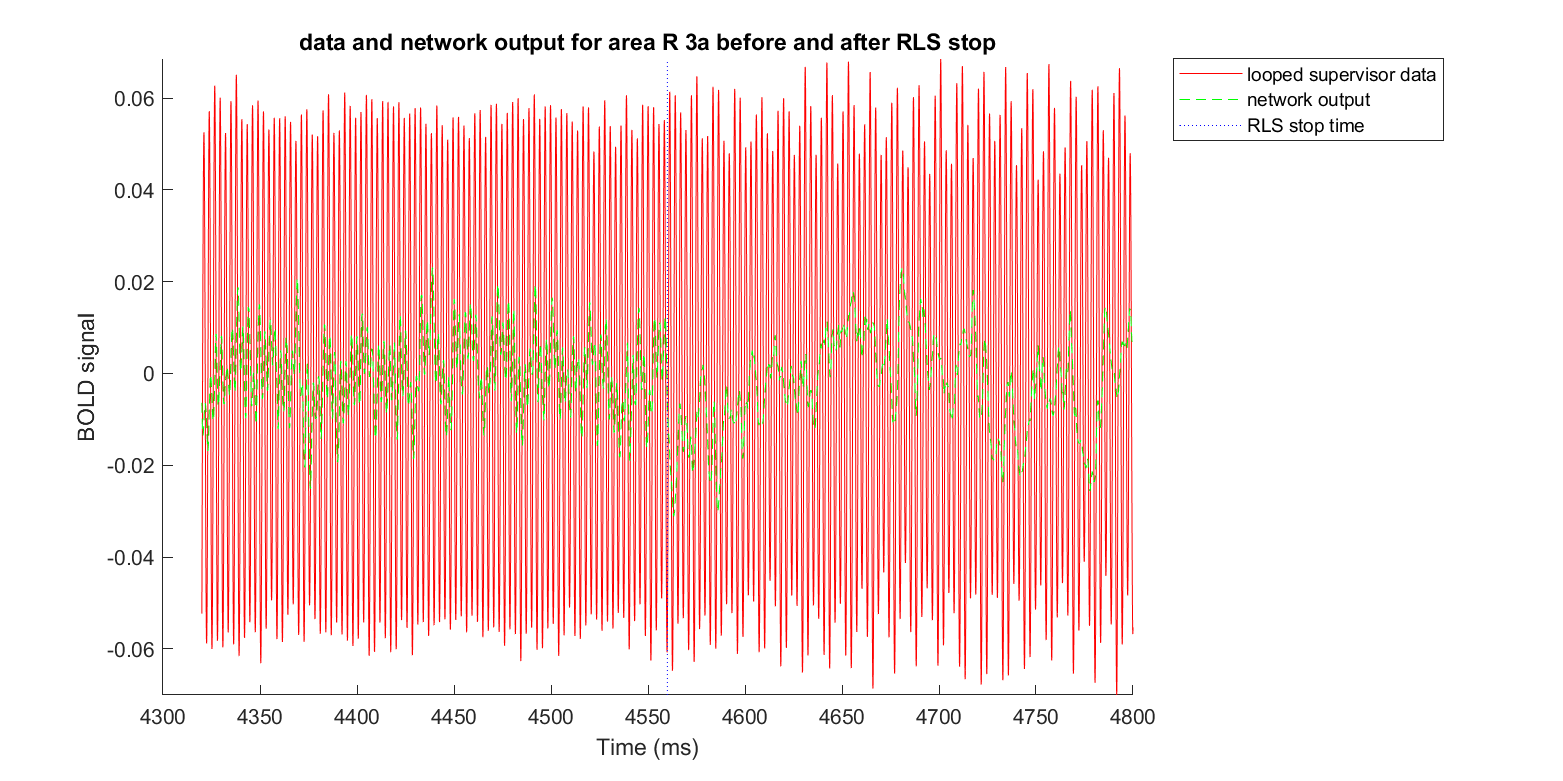 data and network output for area R 3a before and after RLS stop
looped supervisor data
network output
RLS stop time
0.06
0.04
0.02
0
-0.02
-0.04
-0.06
BOLD signal
4300 4350 4400 4450 4500 4550 4600 4650 4700 4750 4800
Time (ms)